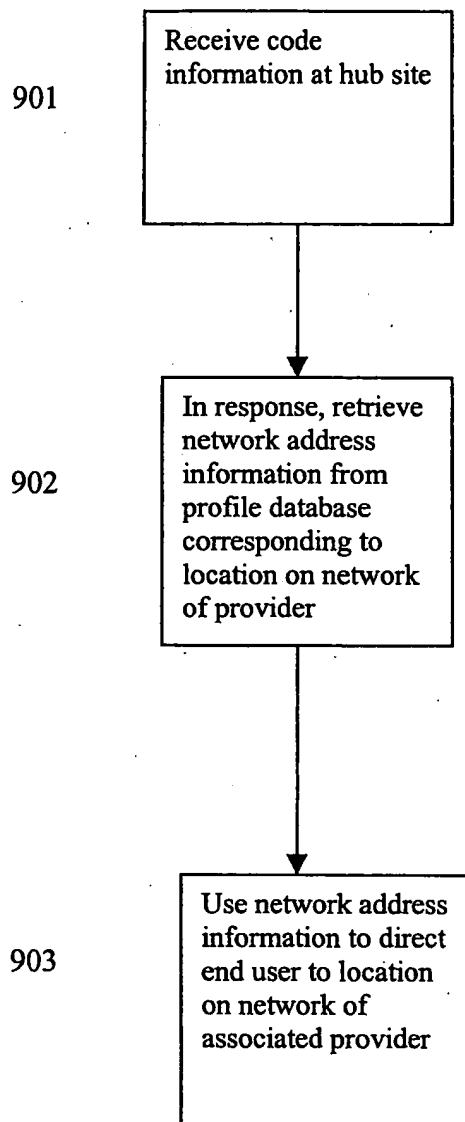 901
Receive code
information at hub site
902
In response, retrieve
network address
information from
profile database
corresponding to
location on network
of provider
903
Use network address
information to direct
end user to location
on network of
associated provider